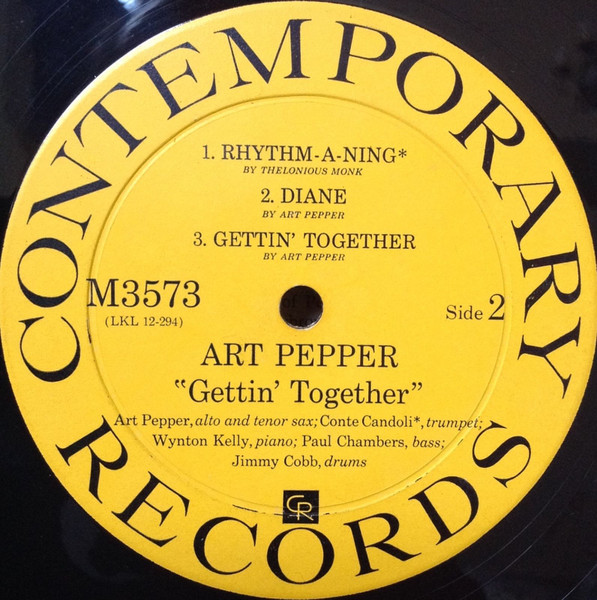 CONTEMPORARY
1. RHYTHM-A-NING*
BY THELONIOUS MONK
2. DIANE
BY ART PEPPER
3. GETTIN' TOGETHER
BY ART PEPPER
M3573
(LKL 12-294)
Side 2
ART PEPPER
"Gettin' Together"
Art Pepper, alto and tenor sax; Conte Candoli*, trumpet;
Wynton Kelly, piano; Paul Chambers, bass;
Jimmy Cobb, drums
CR
RECORDS